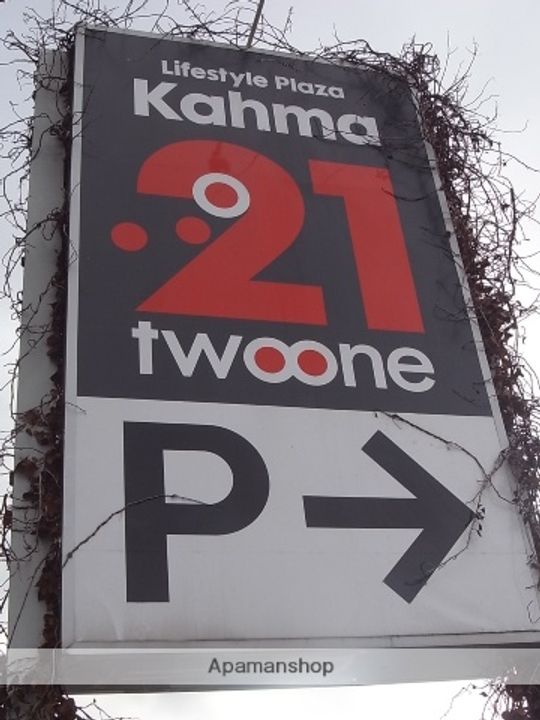 Lifestyle Plaza
Kahma
21
twoone
P →
Apamanshop